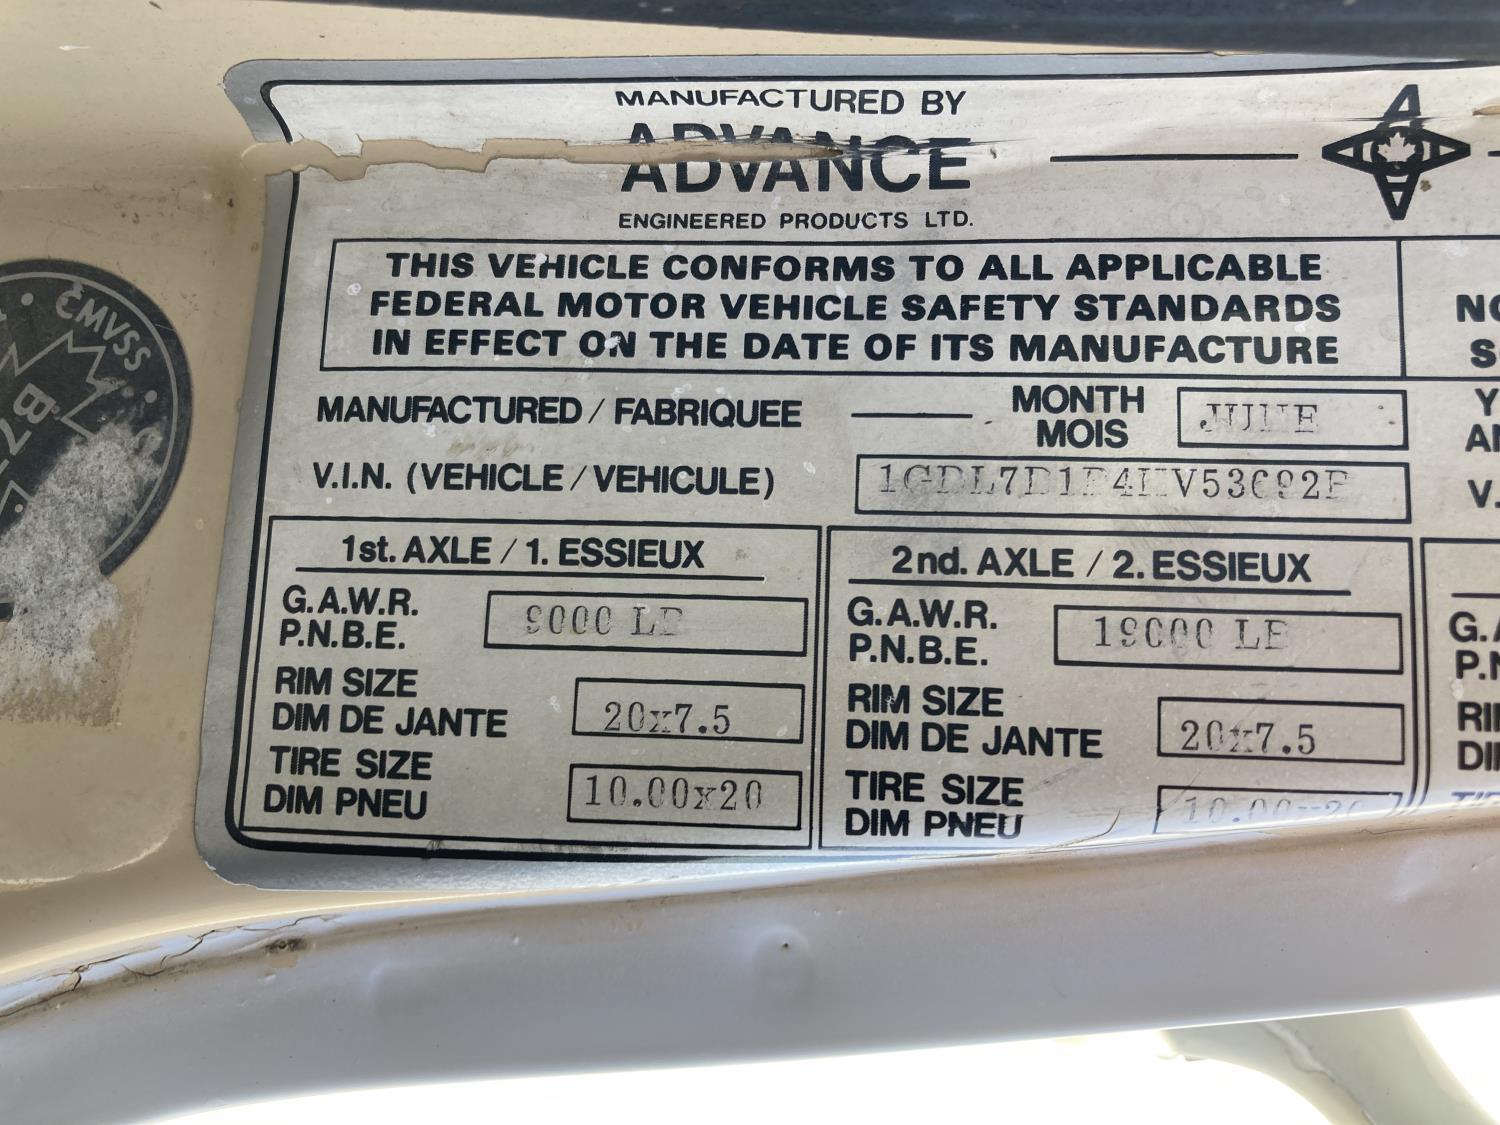 MANUFACTURED BY
ADVANCE
ENGINEERED PRODUCTS LTD.
THIS VEHICLE CONFORMS TO ALL APPLICABLE
FEDERAL MOTOR VEHICLE SAFETY STANDARDS
IN EFFECT ON THE DATE OF ITS MANUFACTURE
MANUFACTURED / FABRIQUEE
MONTH
MOIS
JUNE
V.I.N. (VEHICLE / VEHICULE)
1st. AXLE / 1. ESSIEUX
G.A.W.R.
P.N.B.E.
9000 LB
RIM SIZE
DIM DE JANTE
20x7.5
TIRE SIZE
DIM PNEU
10.00x20
2nd. AXLE / 2. ESSIEUX
G.A.W.R.
P.N.B.E.
19000 LB
RIM SIZE
DIM DE JANTE
20x7.5
TIRE SIZE
DIM PNEU
10.00x20
CMVSS